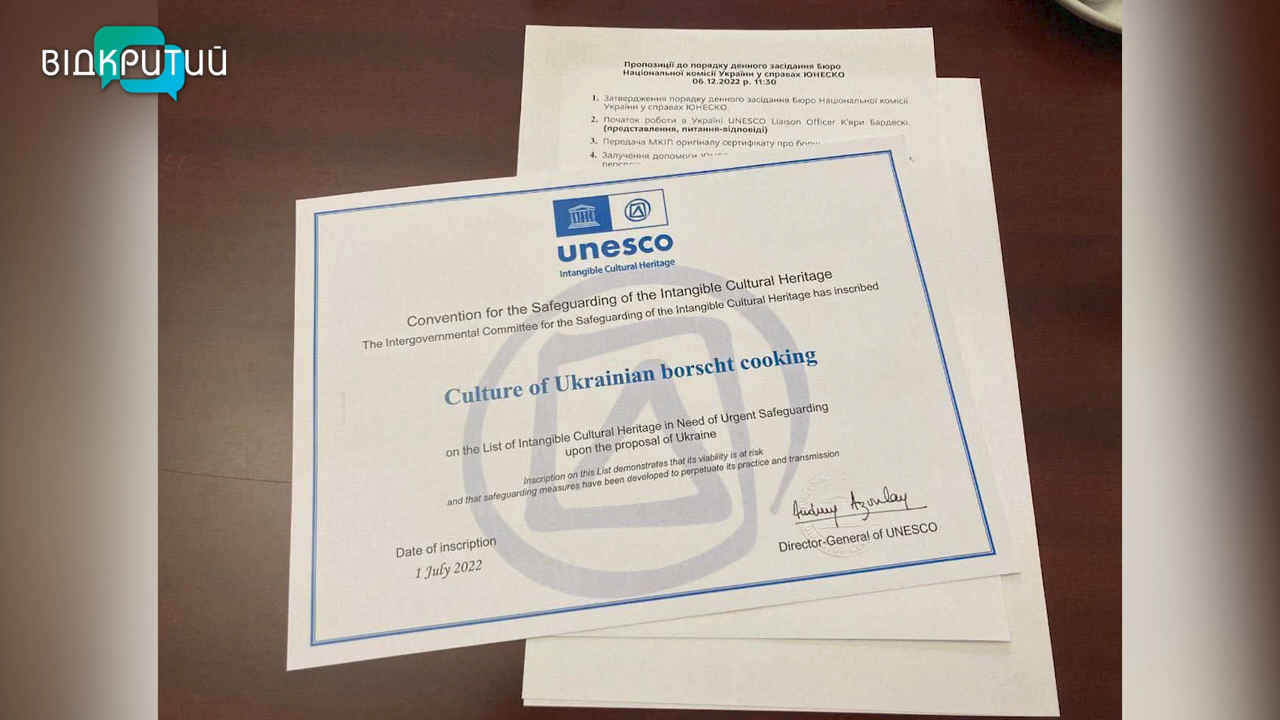 ВІДКРИТИЙ
Пропозиції до порядку денного засідання Бюро
Національної комісії України у справах ЮНЕСКО
06.12.2022 р. 11:30
1. Затвердження порядку денного засідання Бюро Національної комісії
України у справах ЮНЕСКО
2. Початок роботи в Україні UNESCO Liaison Officer К'яри Бардескі
(представлення, питання-відповіді)
3. Передача МКІП оригіналу сертифікату про
4. Залучення допомоги
unesco
Intangible Cultural Heritage
Convention for the Safeguarding of the Intangible Cultural Heritage
The Intergovernmental Committee for the Safeguarding of the Intangible Cultural Heritage has inscribed
Culture of Ukrainian borscht cooking
on the List of Intangible Cultural Heritage in Need of Urgent Safeguarding
upon the proposal of Ukraine
Inscription on this List demonstrates that its viability is at risk
and that safeguarding measures have been developed to perpetuate its practice and transmission
Audrey Azoulay
Director-General of UNESCO
Date of inscription
1 July 2022